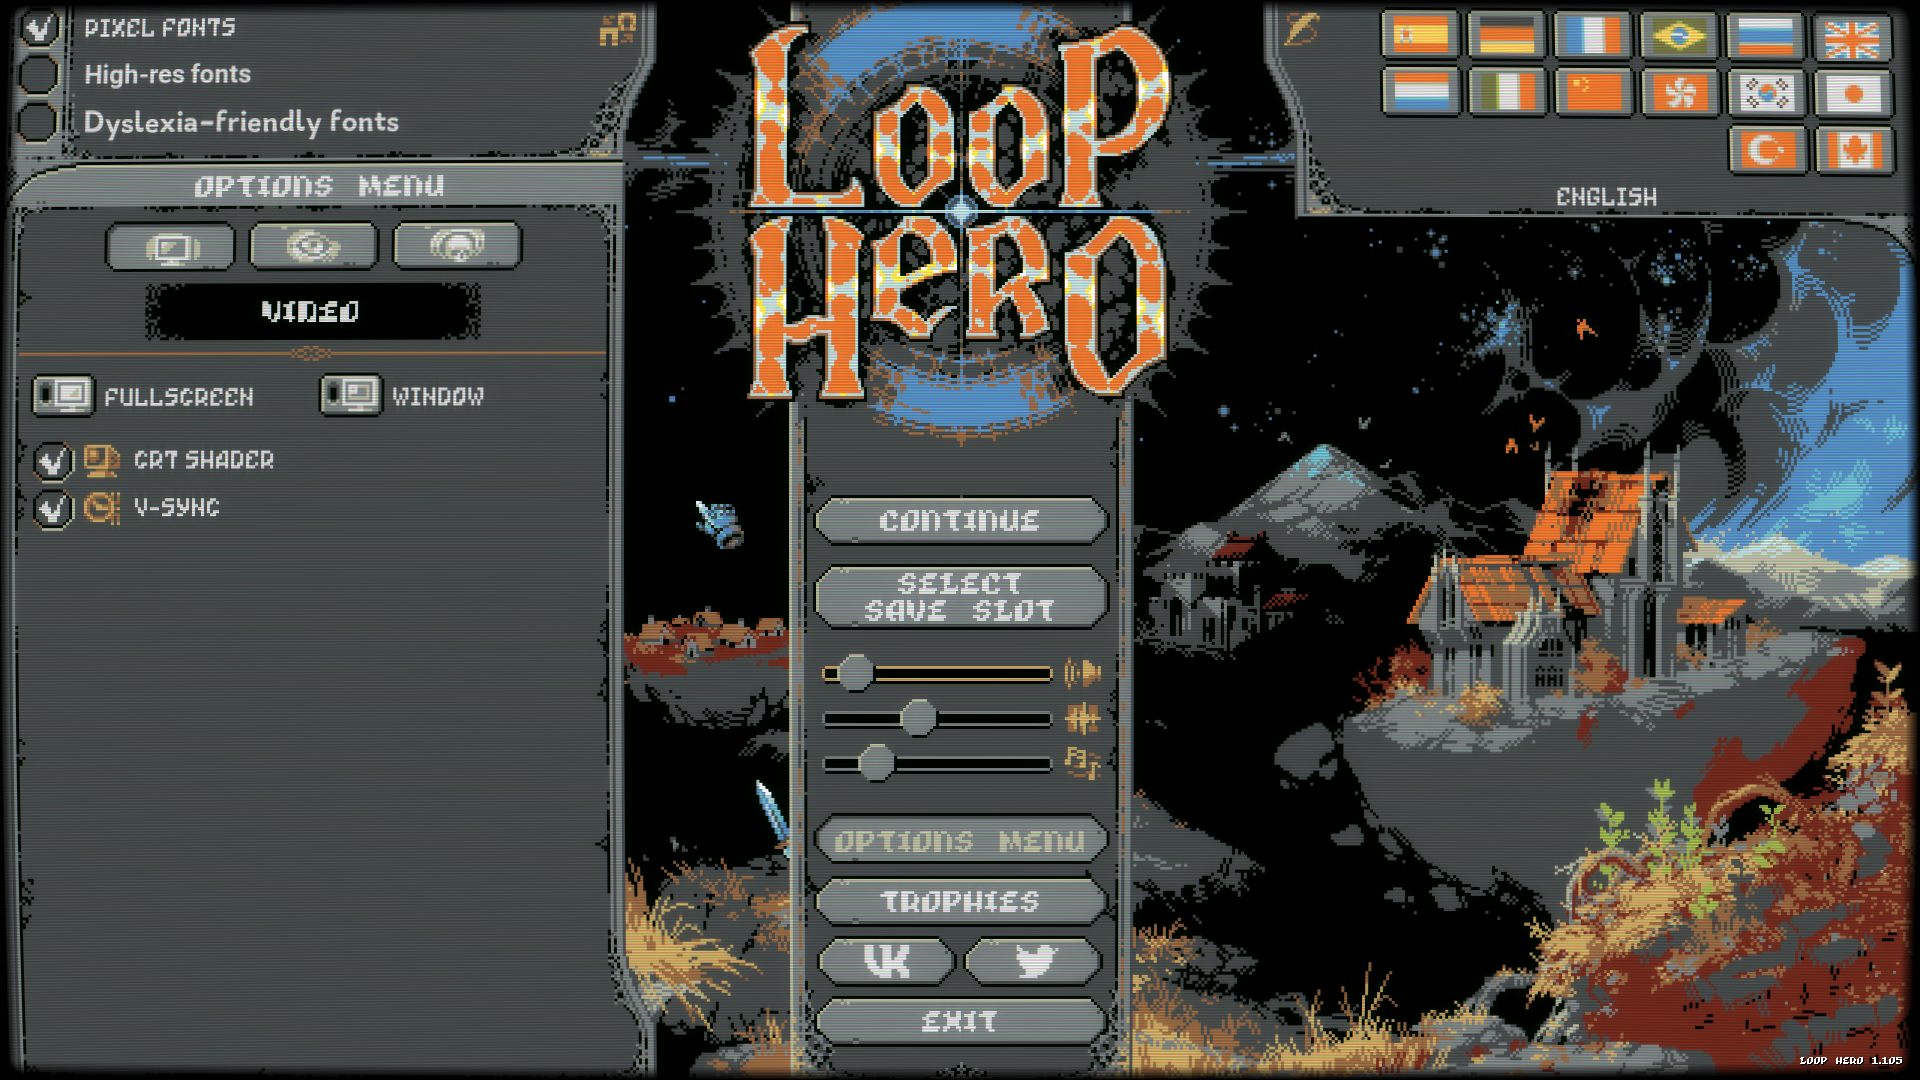 PIXEL FONTS
High-res fonts
Dyslexia-friendly fonts
OPTIONS MENU
VIDEO
FULLSCREEN
WINDOW
CRT SHADER
V-SYNC
LOOP
HERO
CONTINUE
SELECT
SAVE SLOT
OPTIONS MENU
TROPHIES
EXIT
ENGLISH
LOOP HERO 1.105